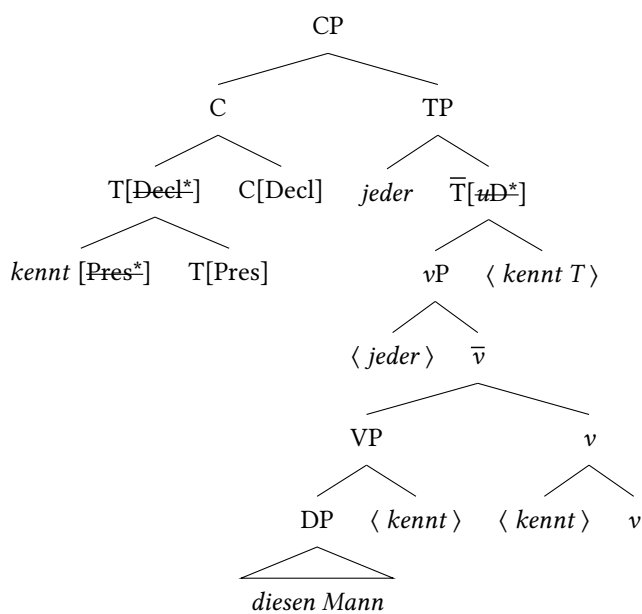 CP
C TP
T[Decl*] C[Decl] jeder T̅[uD*]
kennt [Pres*] T[Pres] vP ⟨ kennt T ⟩
⟨ jeder ⟩ v̅
VP v
DP ⟨ kennt ⟩ ⟨ kennt ⟩ v
diesen Mann